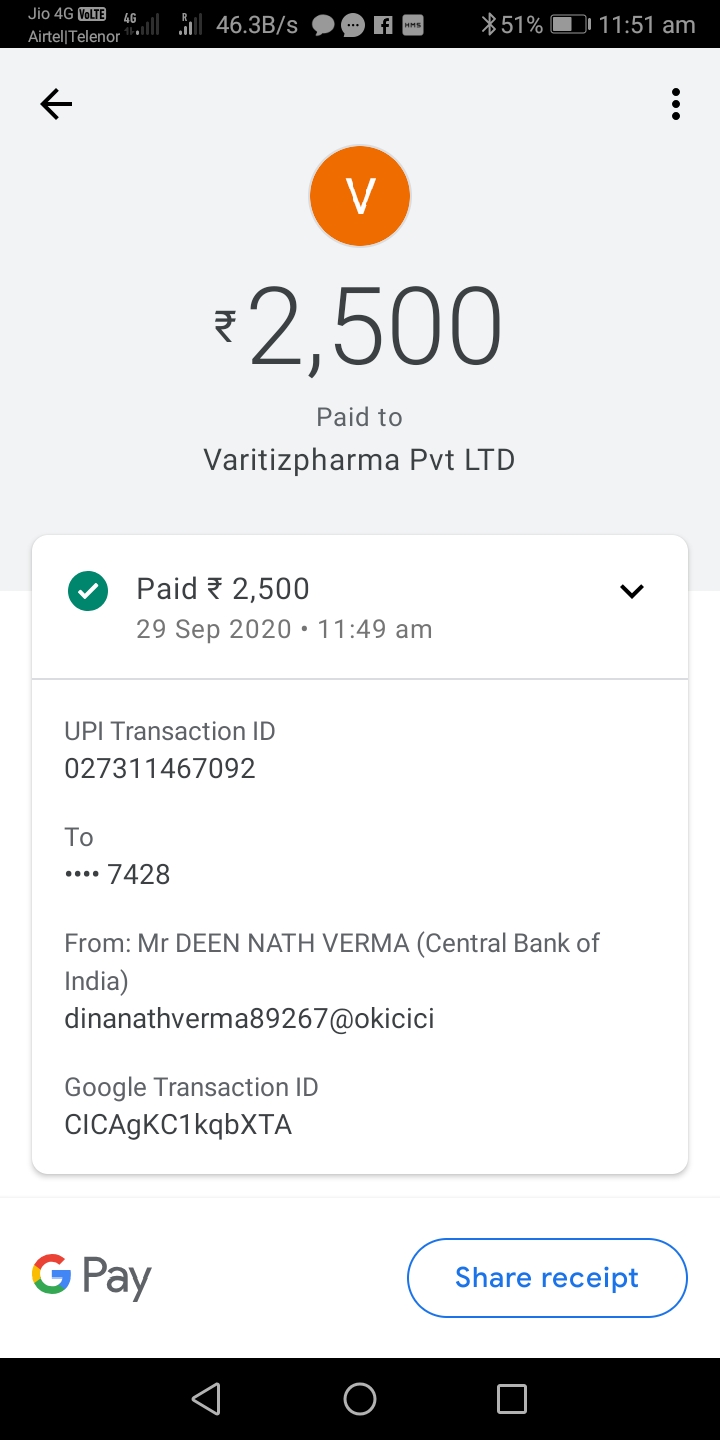 Jio 4G VoLTE
Airtel|Telenor
4G
R
46.3B/s
HMS
51%
11:51 am
V
₹2,500
Paid to
Varitizpharma Pvt LTD
Paid ₹ 2,500
29 Sep 2020 • 11:49 am
UPI Transaction ID
027311467092
To
•••• 7428
From: Mr DEEN NATH VERMA (Central Bank of
India)
dinanathverma89267@okicici
Google Transaction ID
CICAgKC1kqbXTA
G Pay
Share receipt